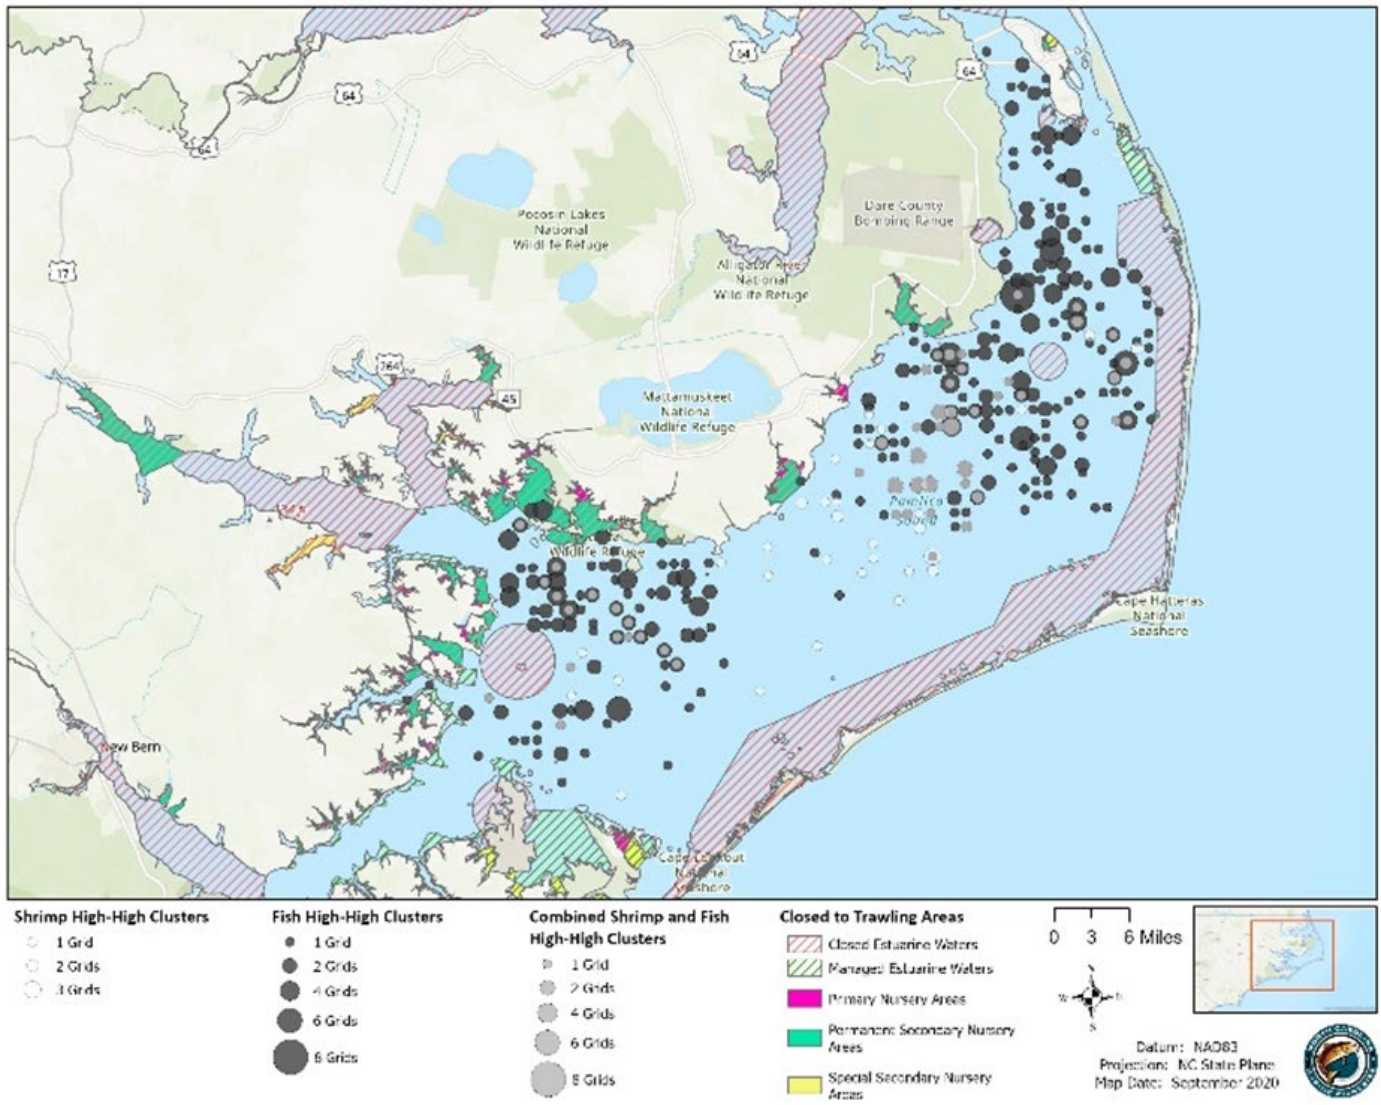 64
64
64
64
Dare County
Bombing Range
Pocosin Lakes
National
Wildlife Refuge
17
Alligator River
National
Wildlife Refuge
264
45
Mattamuskeet
National
Wildlife Refuge
Pamlico
Sound
Wildlife Refuge
Cape Hatteras
National
Seashore
New Bern
Cape Lookout
National
Seashore
Shrimp High-High Clusters
1 Grid
2 Grids
3 Grids
Fish High-High Clusters
1 Grid
2 Grids
4 Grids
6 Grids
8 Grids
Combined Shrimp and Fish
High-High Clusters
1 Grid
2 Grids
4 Grids
6 Grids
8 Grids
Closed to Trawling Areas
Closed Estuarine Waters
Managed Estuarine Waters
Primary Nursery Areas
Permanent Secondary Nursery
Areas
Special Secondary Nursery
Areas
0 3 6 Miles
N
W E
S
Datum: NAD83
Projection: NC State Plane
Map Date: September 2020